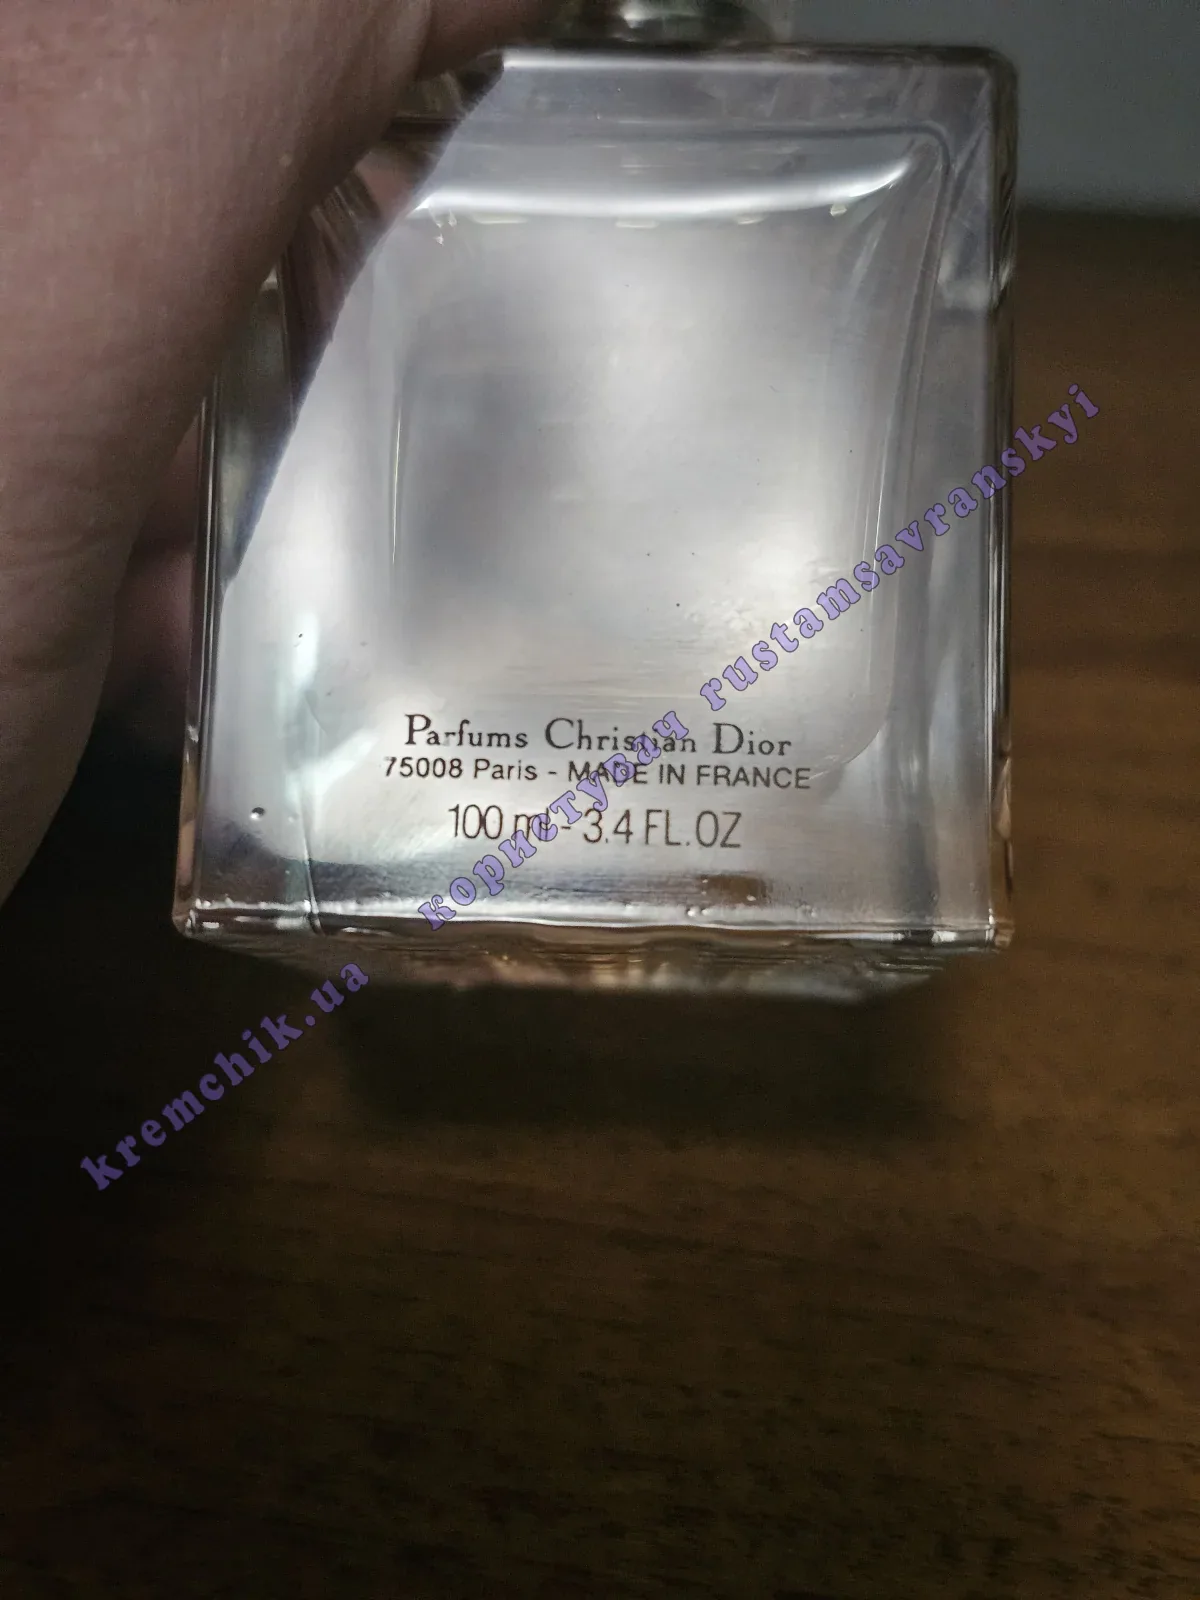 Parfums Christian Dior
75008 Paris - MADE IN FRANCE
100 ml - 3.4 FL.OZ
kremchik.ua користувач rustamsavranskyi